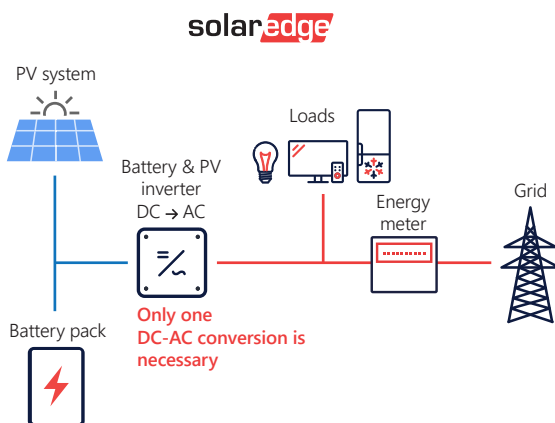 solaredge
PV system
Loads
Battery & PV
inverter
DC → AC
Energy
meter
Grid
Only one
DC-AC conversion is
necessary
Battery pack